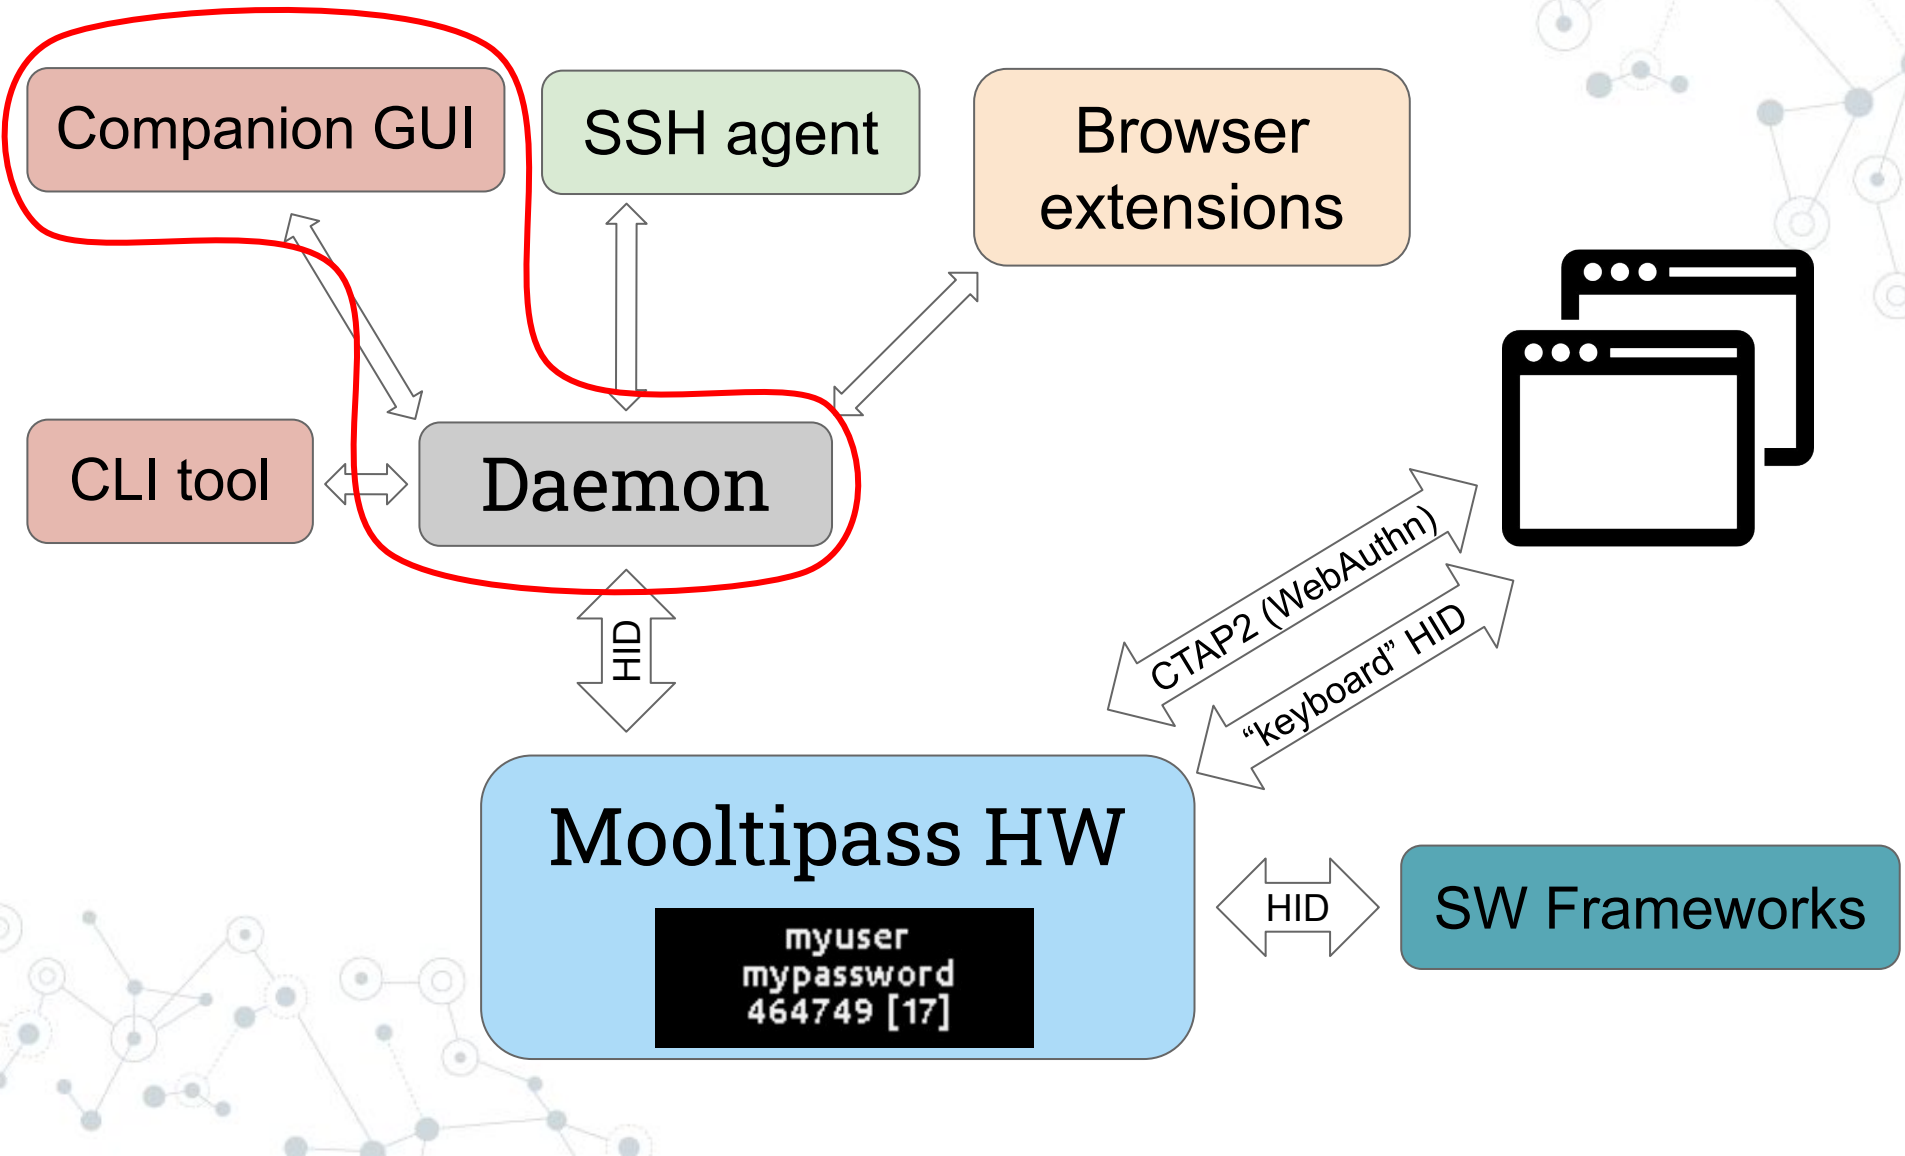 Companion GUI
SSH agent
Browser
extensions
CLI tool
Daemon
HID
CTAP2 (WebAuthn)
“keyboard” HID
Mooltipass HW
myuser
mypassword
464749 [17]
HID
SW Frameworks